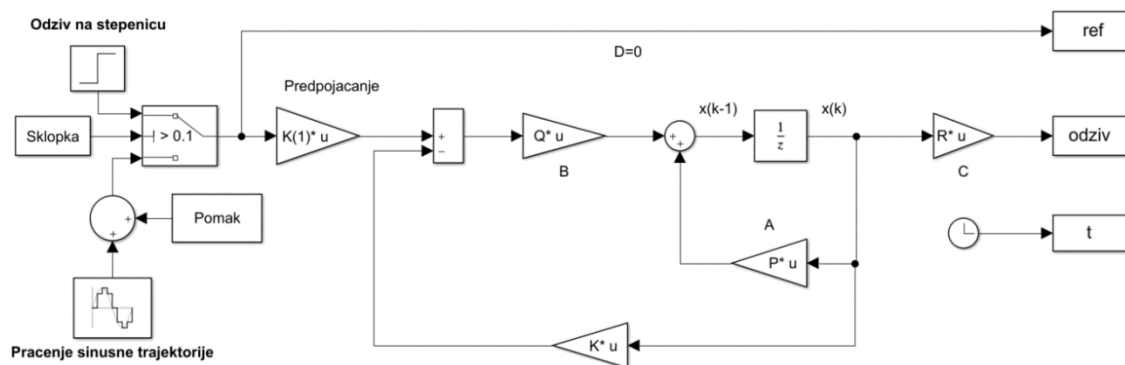 Odziv na stepenicu
ref
D=0
Predpojacanje
x(k-1)
x(k)
Sklopka
> 0.1
K(1)* u
+
−
Q* u
+
+
1
z
R* u
odziv
B
C
+
+
Pomak
A
t
P* u
K* u
Pracenje sinusne trajektorije